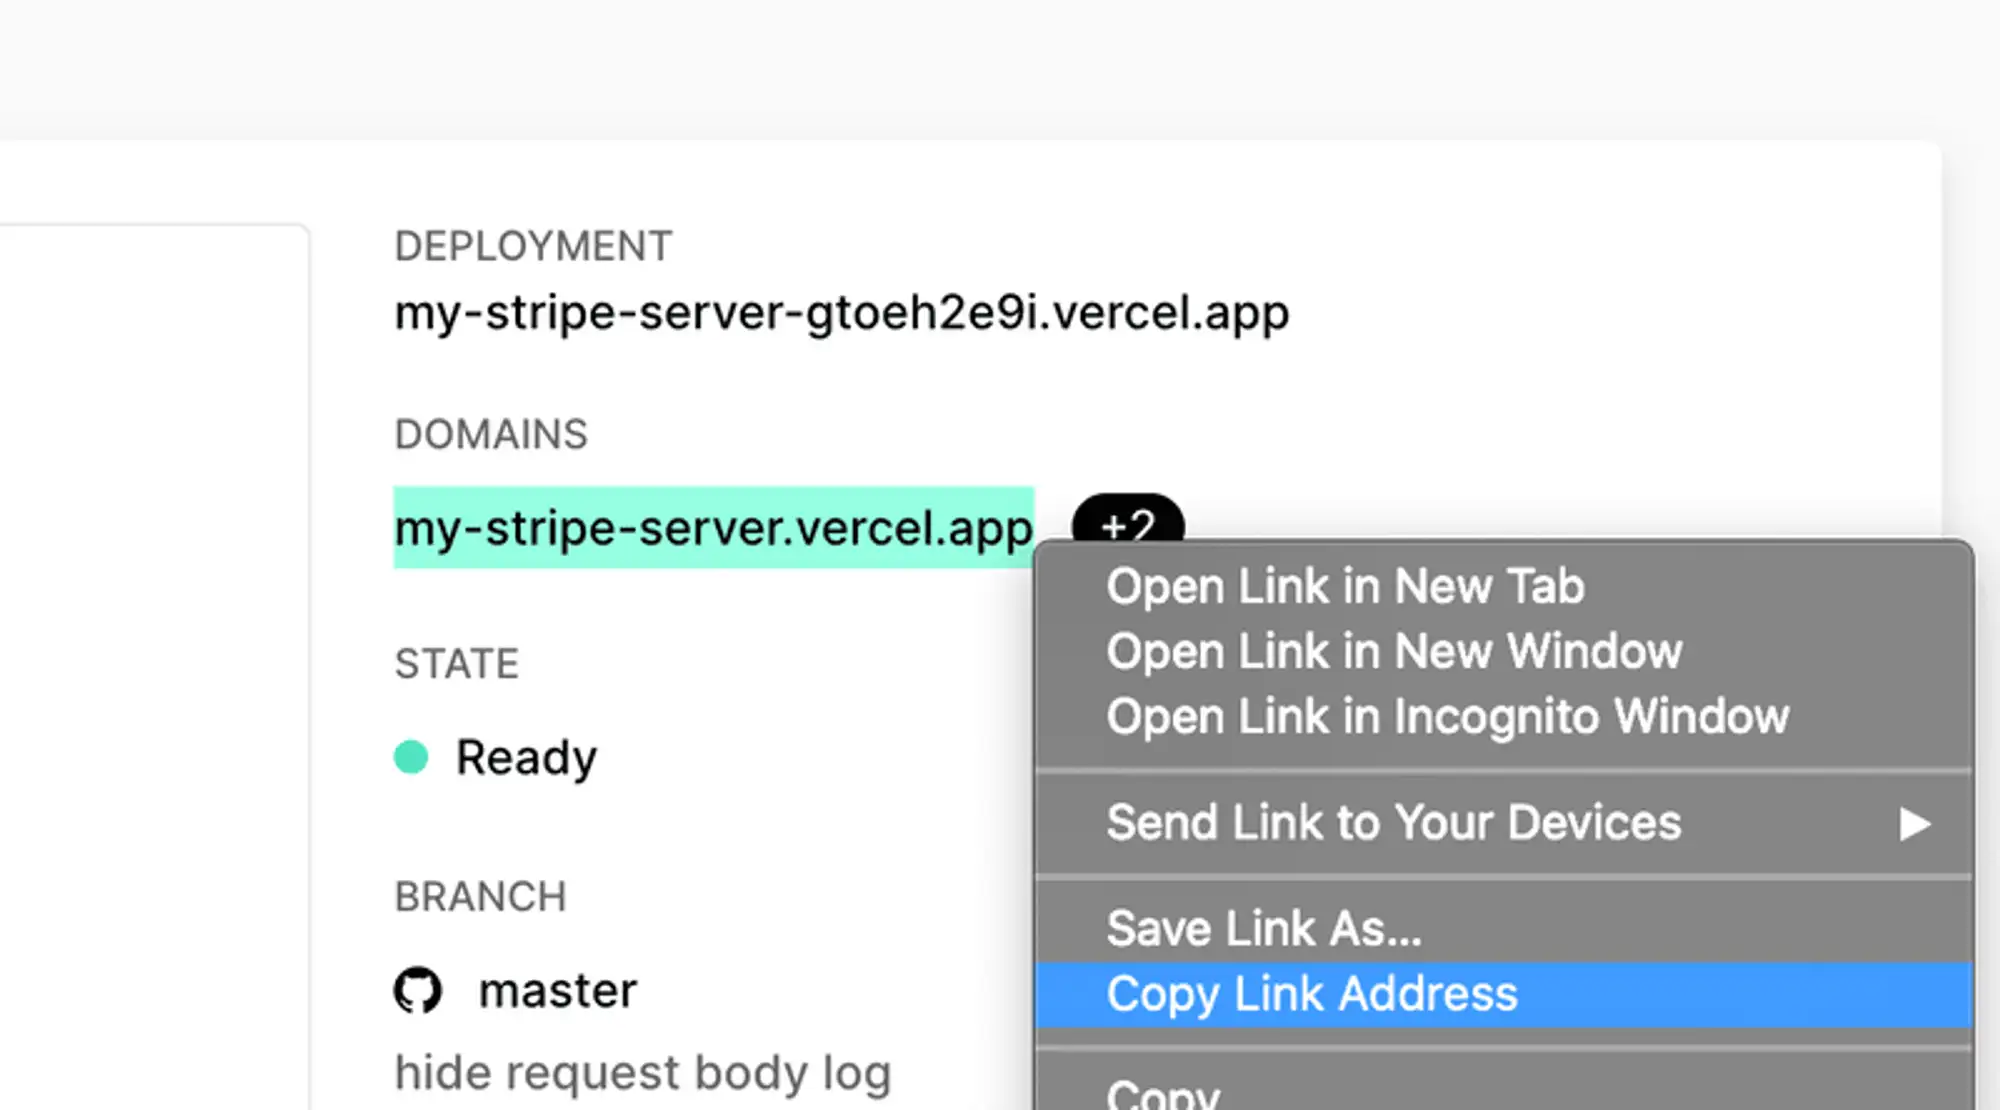 DEPLOYMENT
my-stripe-server-gtoeh2e9i.vercel.app
DOMAINS
my-stripe-server.vercel.app +2
STATE
Ready
BRANCH
master
hide request body log
Open Link in New Tab
Open Link in New Window
Open Link in Incognito Window
Send Link to Your Devices
Save Link As...
Copy Link Address
Copy